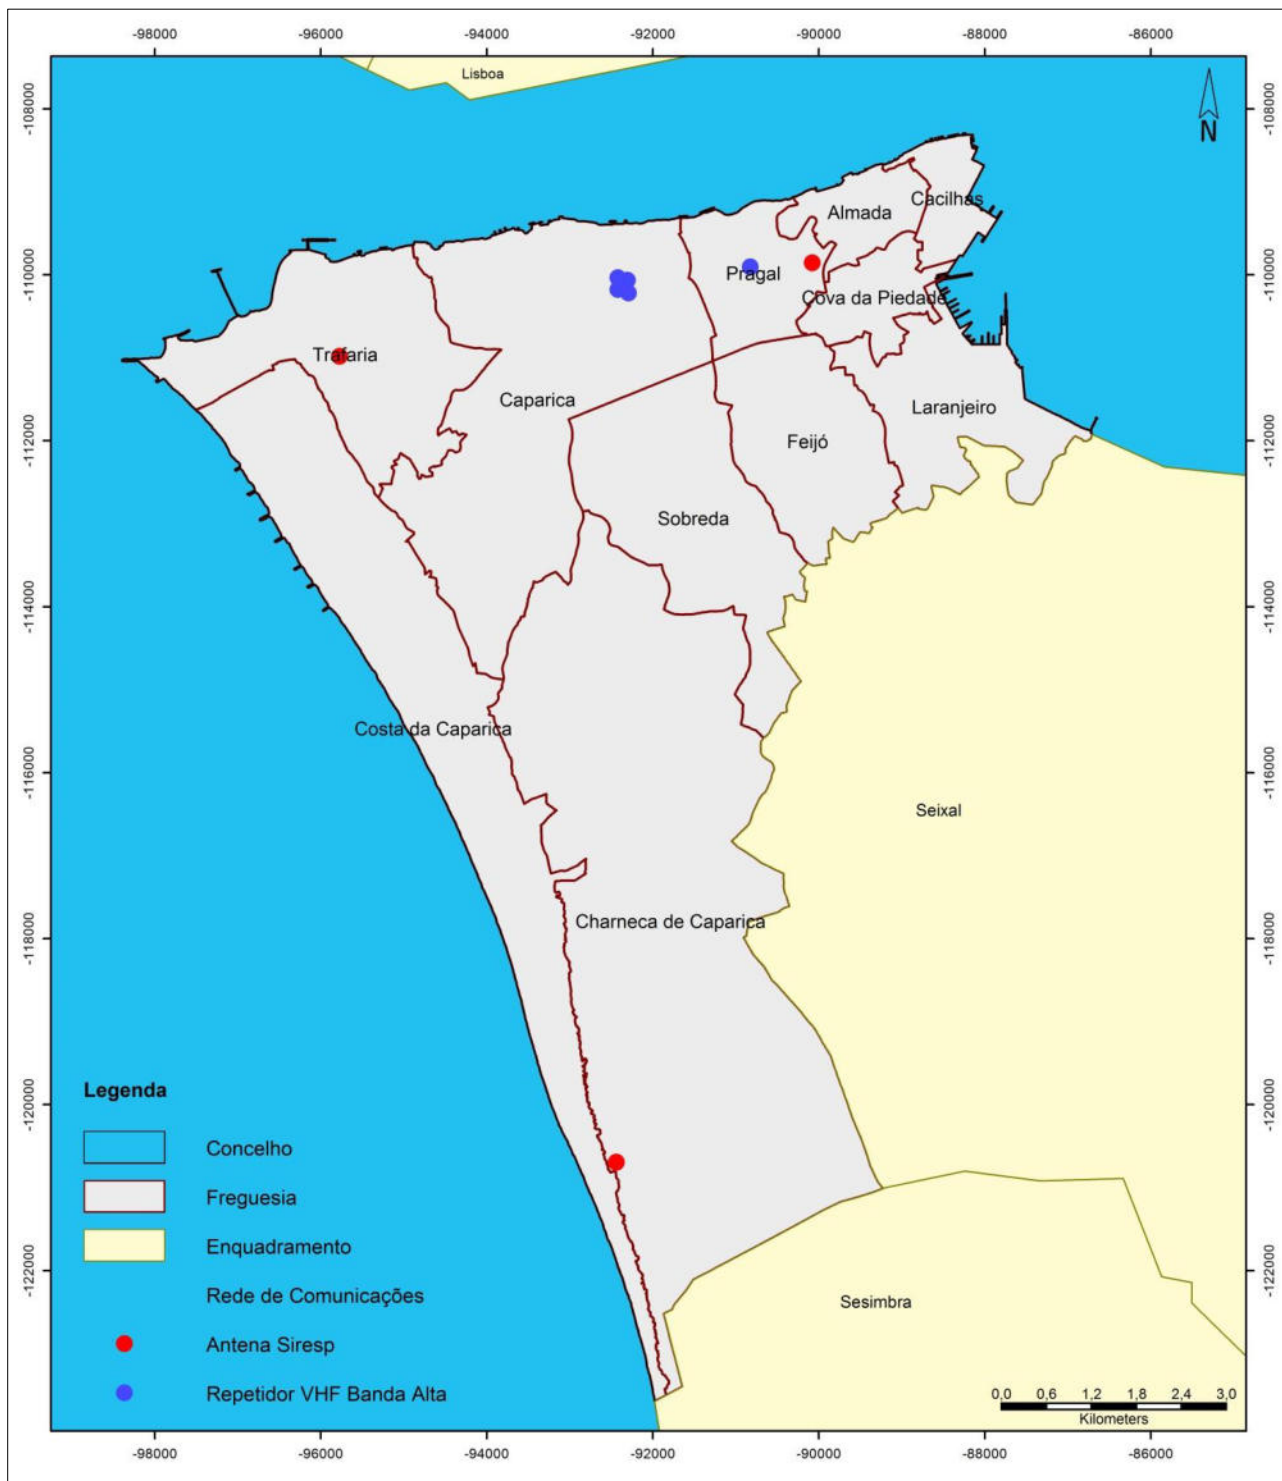 -98000 -96000 -94000 -92000 -90000 -88000 -86000
Lisboa
-108000 -108000
N
Cacilhas
Almada
-110000 -110000
Pragal
Cova da Piedade
Trafaria
Caparica
Laranjeiro
-112000 -112000
Feijó
Sobreda
-114000 -114000
Costa da Caparica
-116000 -116000
Seixal
Charneca de Caparica
-118000 -118000
Legenda
-120000 -120000
Concelho
Freguesia
Enquadramento
-122000 -122000
Rede de Comunicações
Sesimbra
Antena Siresp
Repetidor VHF Banda Alta
0,0 0,6 1,2 1,8 2,4 3,0
Kilometers
-98000 -96000 -94000 -92000 -90000 -88000 -86000